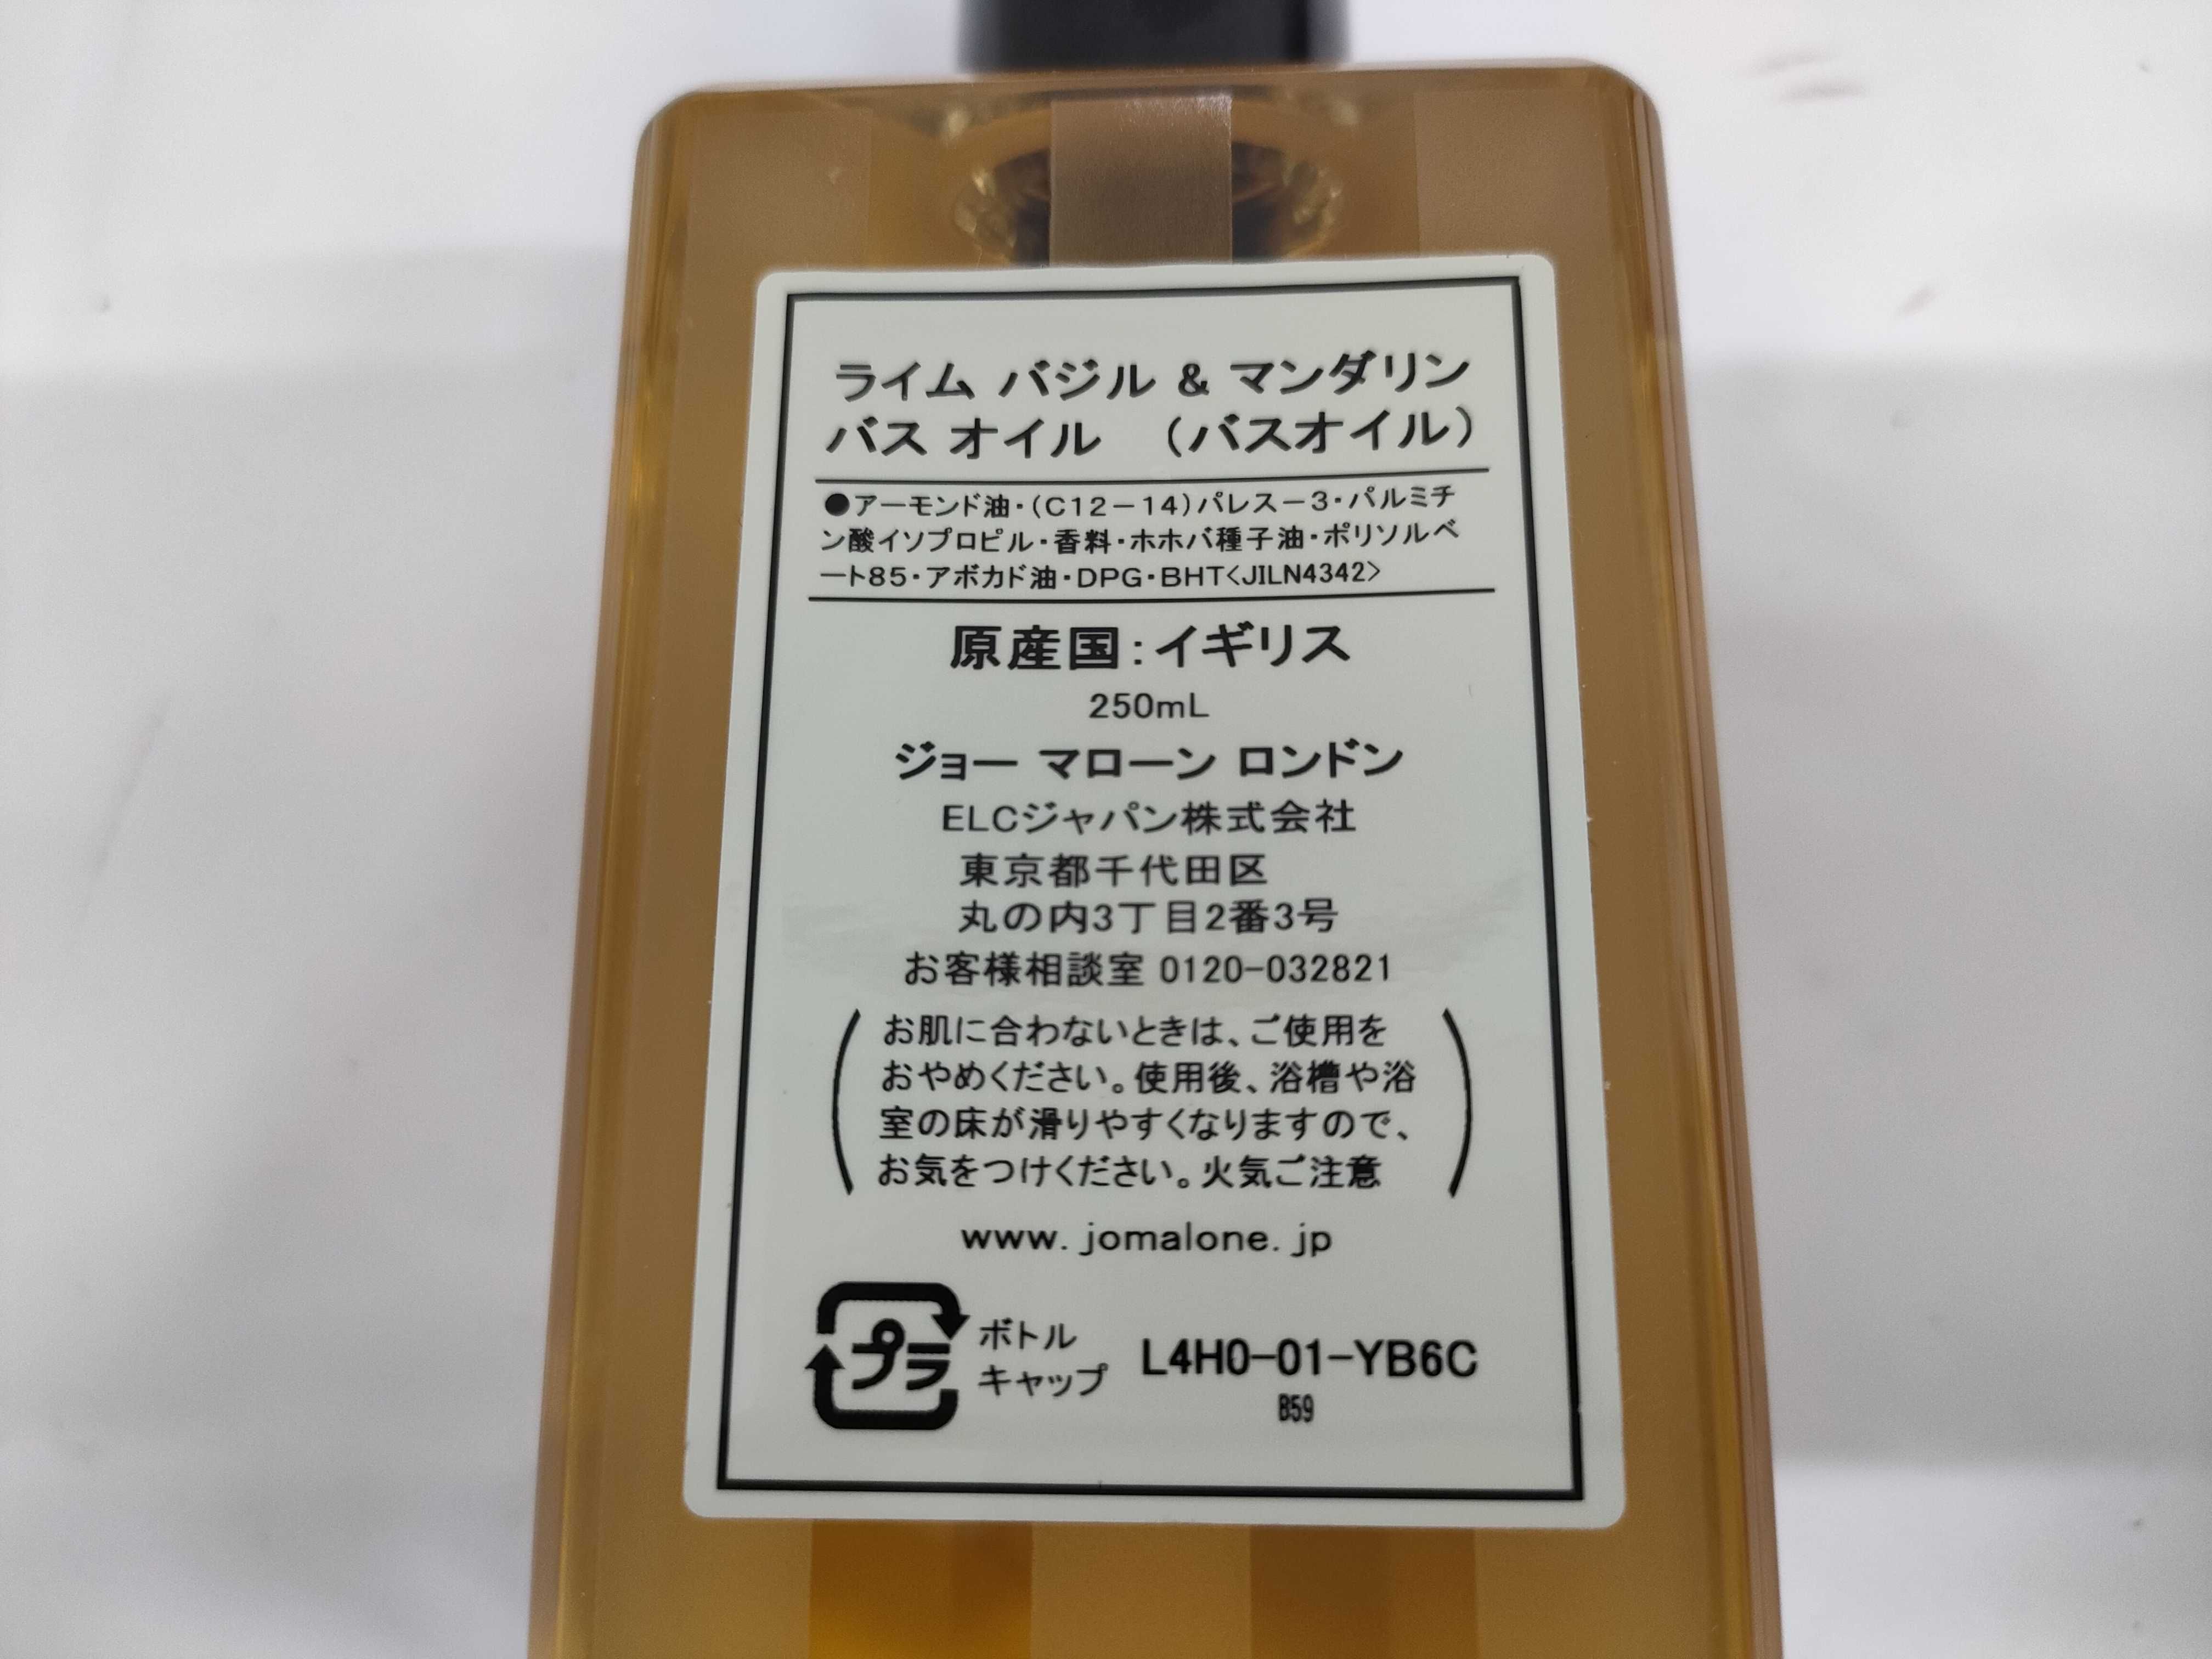 ライム バジル & マンダリン
バス オイル （バスオイル）
●アーモンド油・(C12－14)パレス－3・パルミチ
ン酸イソプロピル・香料・ホホバ種子油・ポリソルベ
ート85・アボカド油・DPG・BHT<JILN4342>
原産国：イギリス
250mL
ジョー マローン ロンドン
ELCジャパン株式会社
東京都千代田区
丸の内3丁目2番3号
お客様相談室 0120-032821
お肌に合わないときは、ご使用を
おやめください。使用後、浴槽や浴
室の床が滑りやすくなりますので、
お気をつけください。火気ご注意
www.jomalone.jp
プラ
ボトル
キャップ
L4H0-01-YB6C
B59